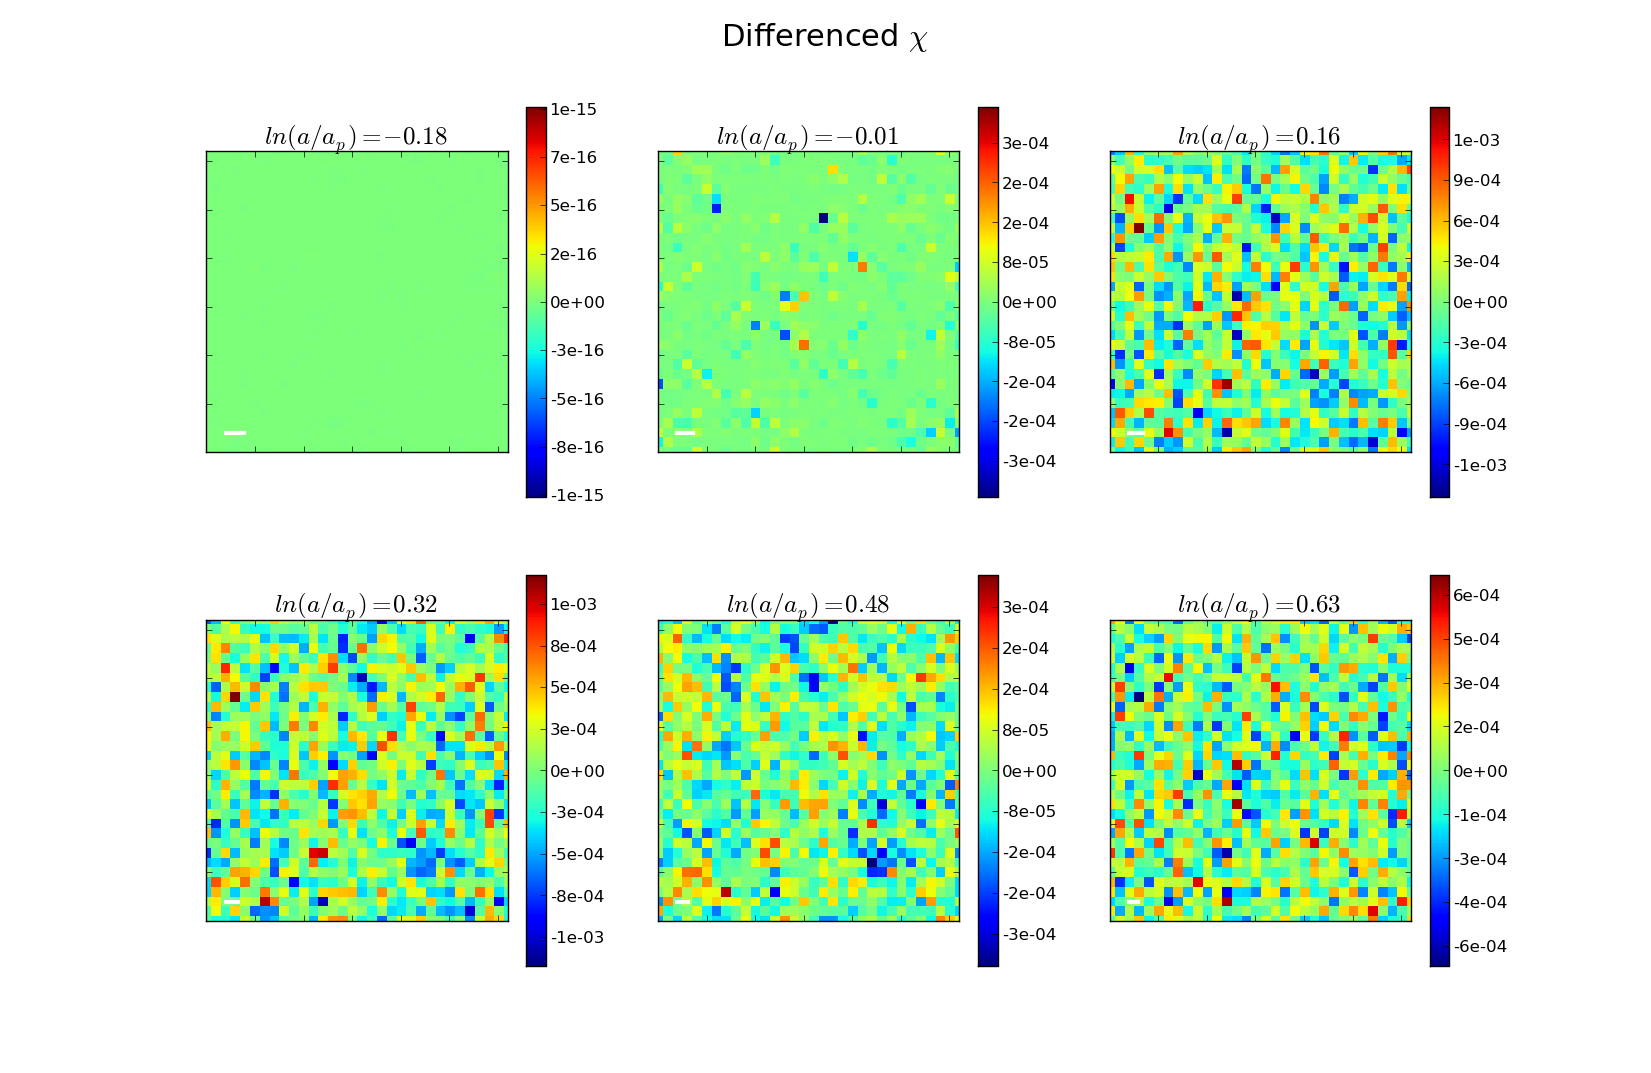 Differenced χ
ln(a/a_p) = −0.18
1e-15
7e-16
5e-16
2e-16
0e+00
-3e-16
-5e-16
-8e-16
-1e-15
ln(a/a_p) = −0.01
3e-04
2e-04
2e-04
8e-05
0e+00
-8e-05
-2e-04
-2e-04
-3e-04
ln(a/a_p) = 0.16
1e-03
9e-04
6e-04
3e-04
0e+00
-3e-04
-6e-04
-9e-04
-1e-03
ln(a/a_p) = 0.32
1e-03
8e-04
5e-04
3e-04
0e+00
-3e-04
-5e-04
-8e-04
-1e-03
ln(a/a_p) = 0.48
3e-04
2e-04
2e-04
8e-05
0e+00
-8e-05
-2e-04
-2e-04
-3e-04
ln(a/a_p) = 0.63
6e-04
5e-04
3e-04
2e-04
0e+00
-1e-04
-3e-04
-4e-04
-6e-04